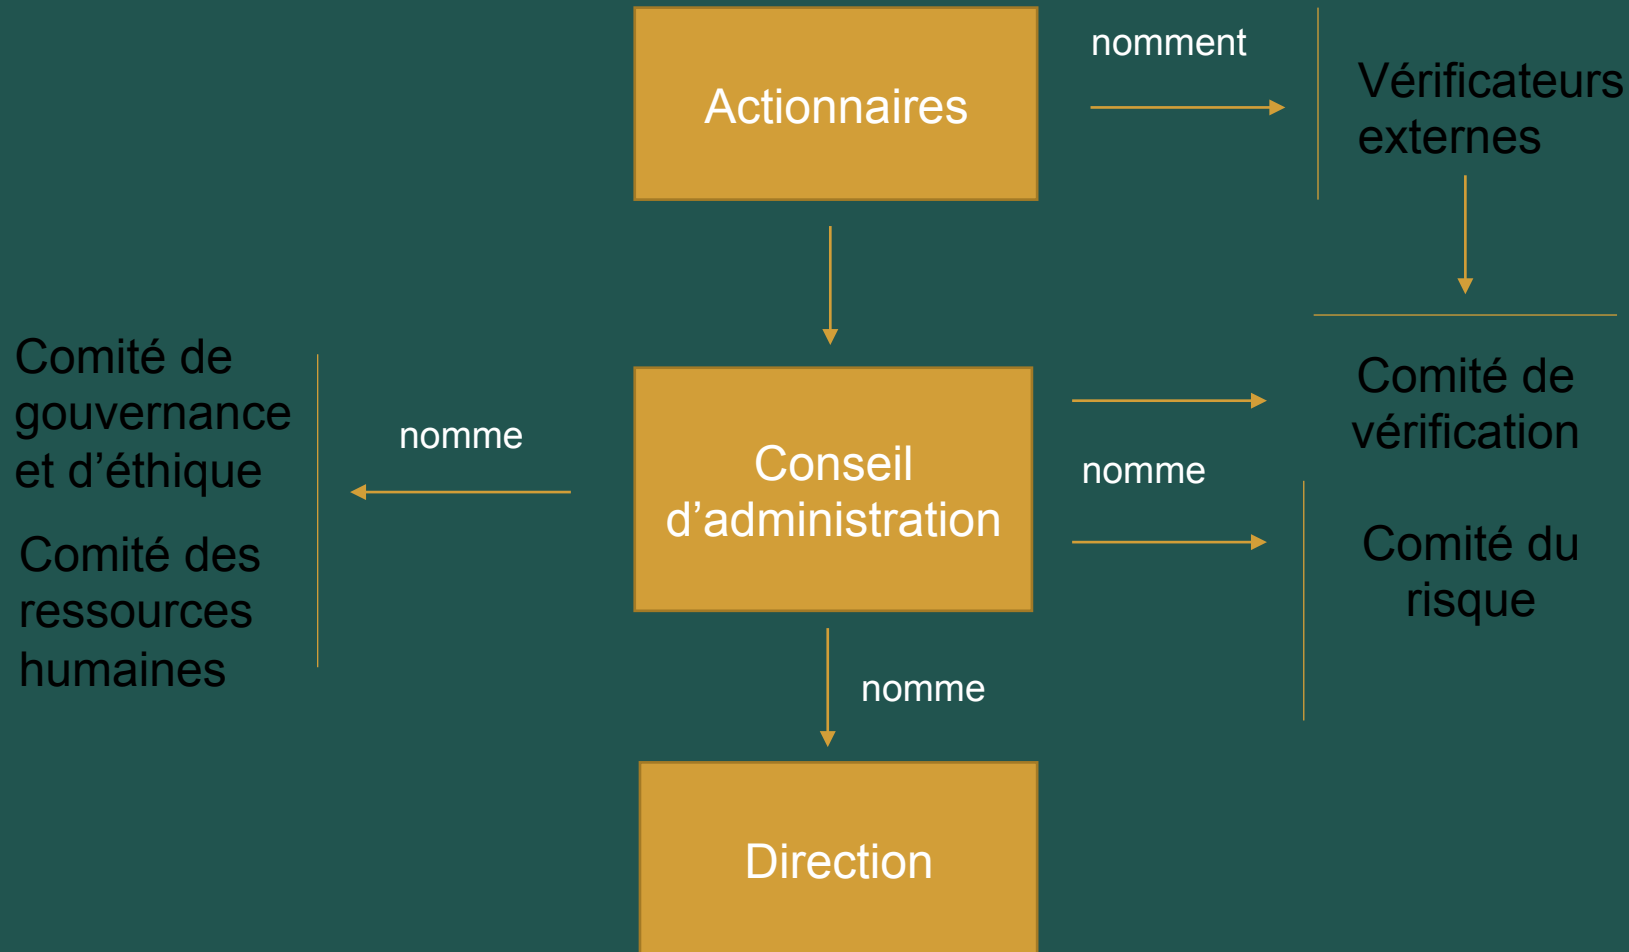 Actionnaires
nomment
Vérificateurs
externes
Comité de
gouvernance
et d’éthique
Comité des
ressources
humaines
nomme
Conseil
d’administration
nomme
Comité de
vérification
Comité du
risque
nomme
Direction